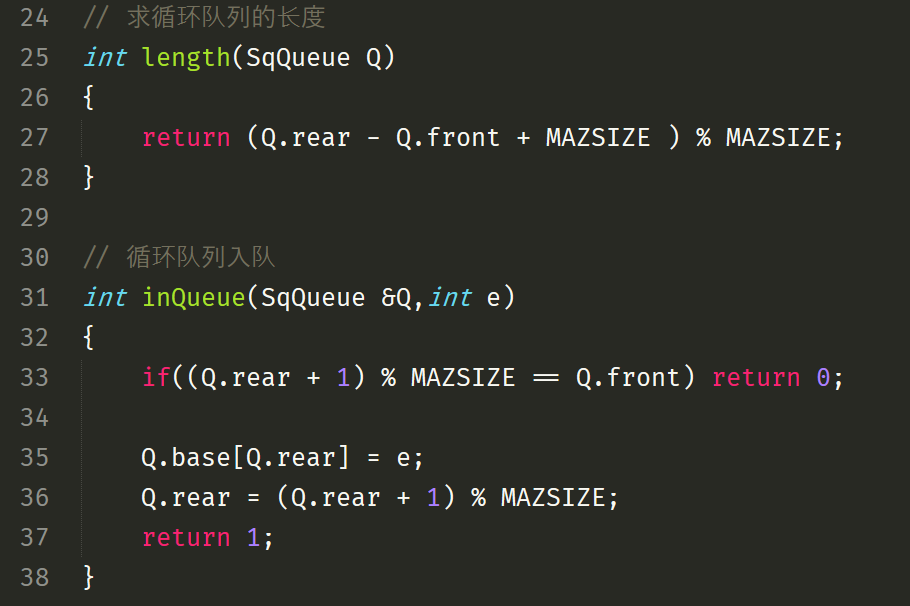 24 // 求循环队列的长度
25 int length(SqQueue Q)
26 {
27     return (Q.rear - Q.front + MAZSIZE ) % MAZSIZE;
28 }
29
30 // 循环队列入队
31 int inQueue(SqQueue &Q,int e)
32 {
33     if((Q.rear + 1) % MAZSIZE == Q.front) return 0;
34
35     Q.base[Q.rear] = e;
36     Q.rear = (Q.rear + 1) % MAZSIZE;
37     return 1;
38 }